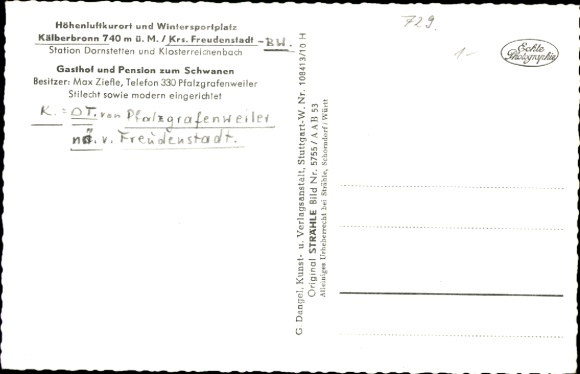 Höhenluftkurort und Wintersportplatz
Kälberbronn 740 m ü. M. / Krs. Freudenstadt -BW.
Station Dornstetten und Klosterreichenbach
Gasthof und Pension zum Schwanen
Besitzer: Max Ziefle, Telefon 330 Pfalzgrafenweiler
Stilecht sowie modern eingerichtet
K. = OT. von Pfalzgrafenweiler
nö. v. Freudenstadt.
G. Dangel, Kunst- u. Verlagsanstalt, Stuttgart-W. Nr. 108413/10 H
Original STRÄHLE Bild Nr. 5755 / AAB 53
Alleiniges Urheberrecht bei Strähle, Schorndorf / Württ
729.
1-
Echte
Photographie